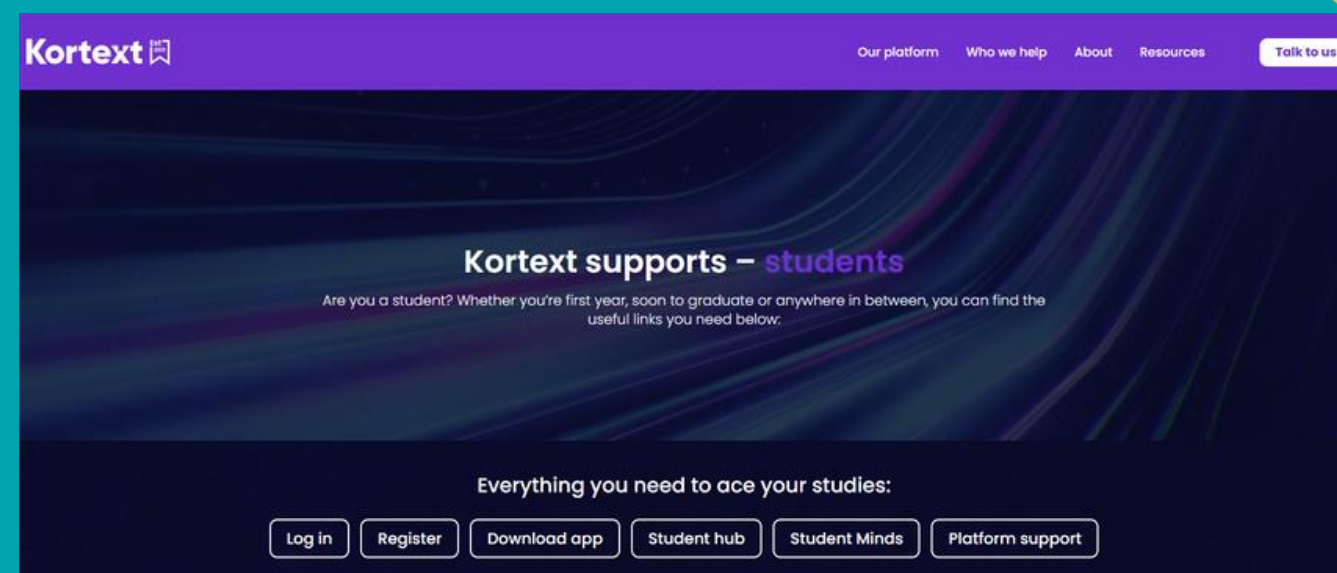 Kortext
Our platform Who we help About Resources Talk to us
Kortext supports – students
Are you a student? Whether you're first year, soon to graduate or anywhere in between, you can find the
useful links you need below:
Everything you need to ace your studies:
Log in Register Download app Student hub Student Minds Platform support